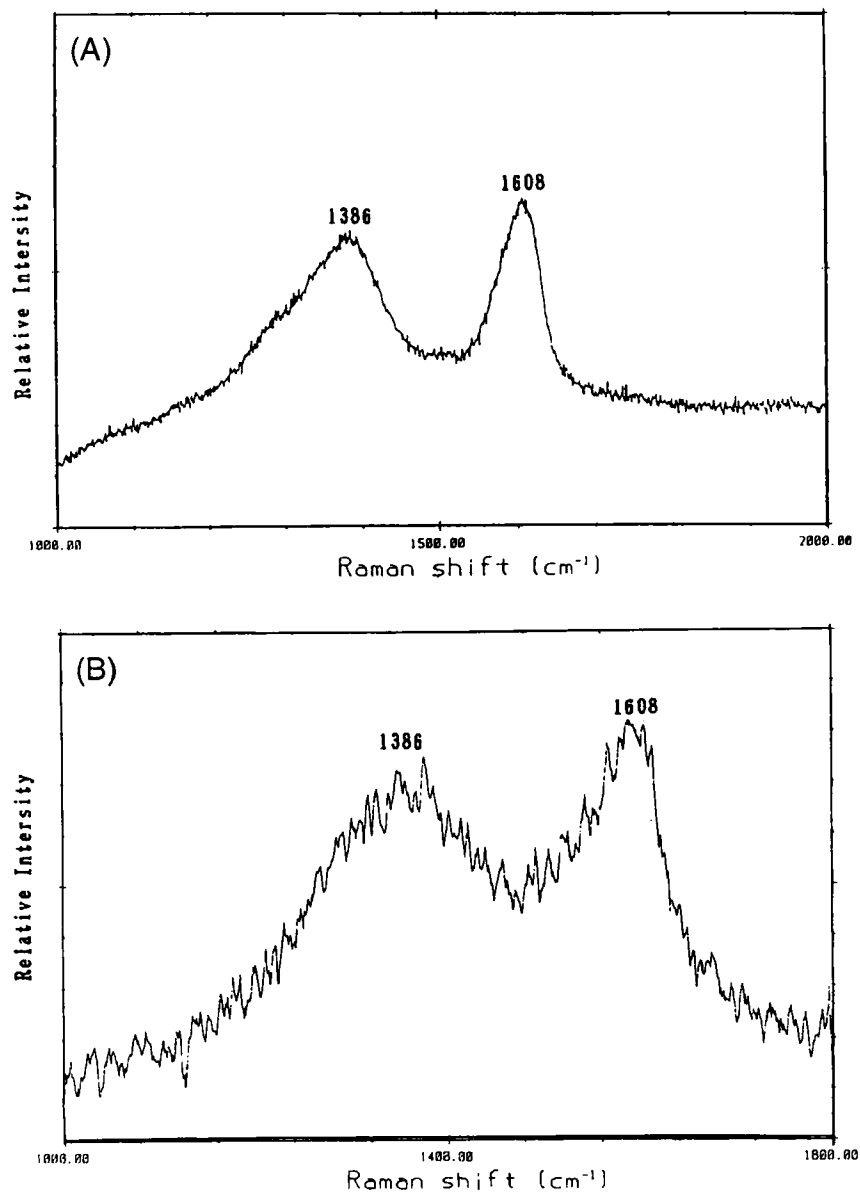 (A)
1386
1608
Relative Intersity
1000.00
1500.00
2000.00
Raman shift (cm⁻¹)
(B)
1386
1608
Relative Intensity
1000.00
1400.00
1800.00
Raman shift (cm⁻¹)